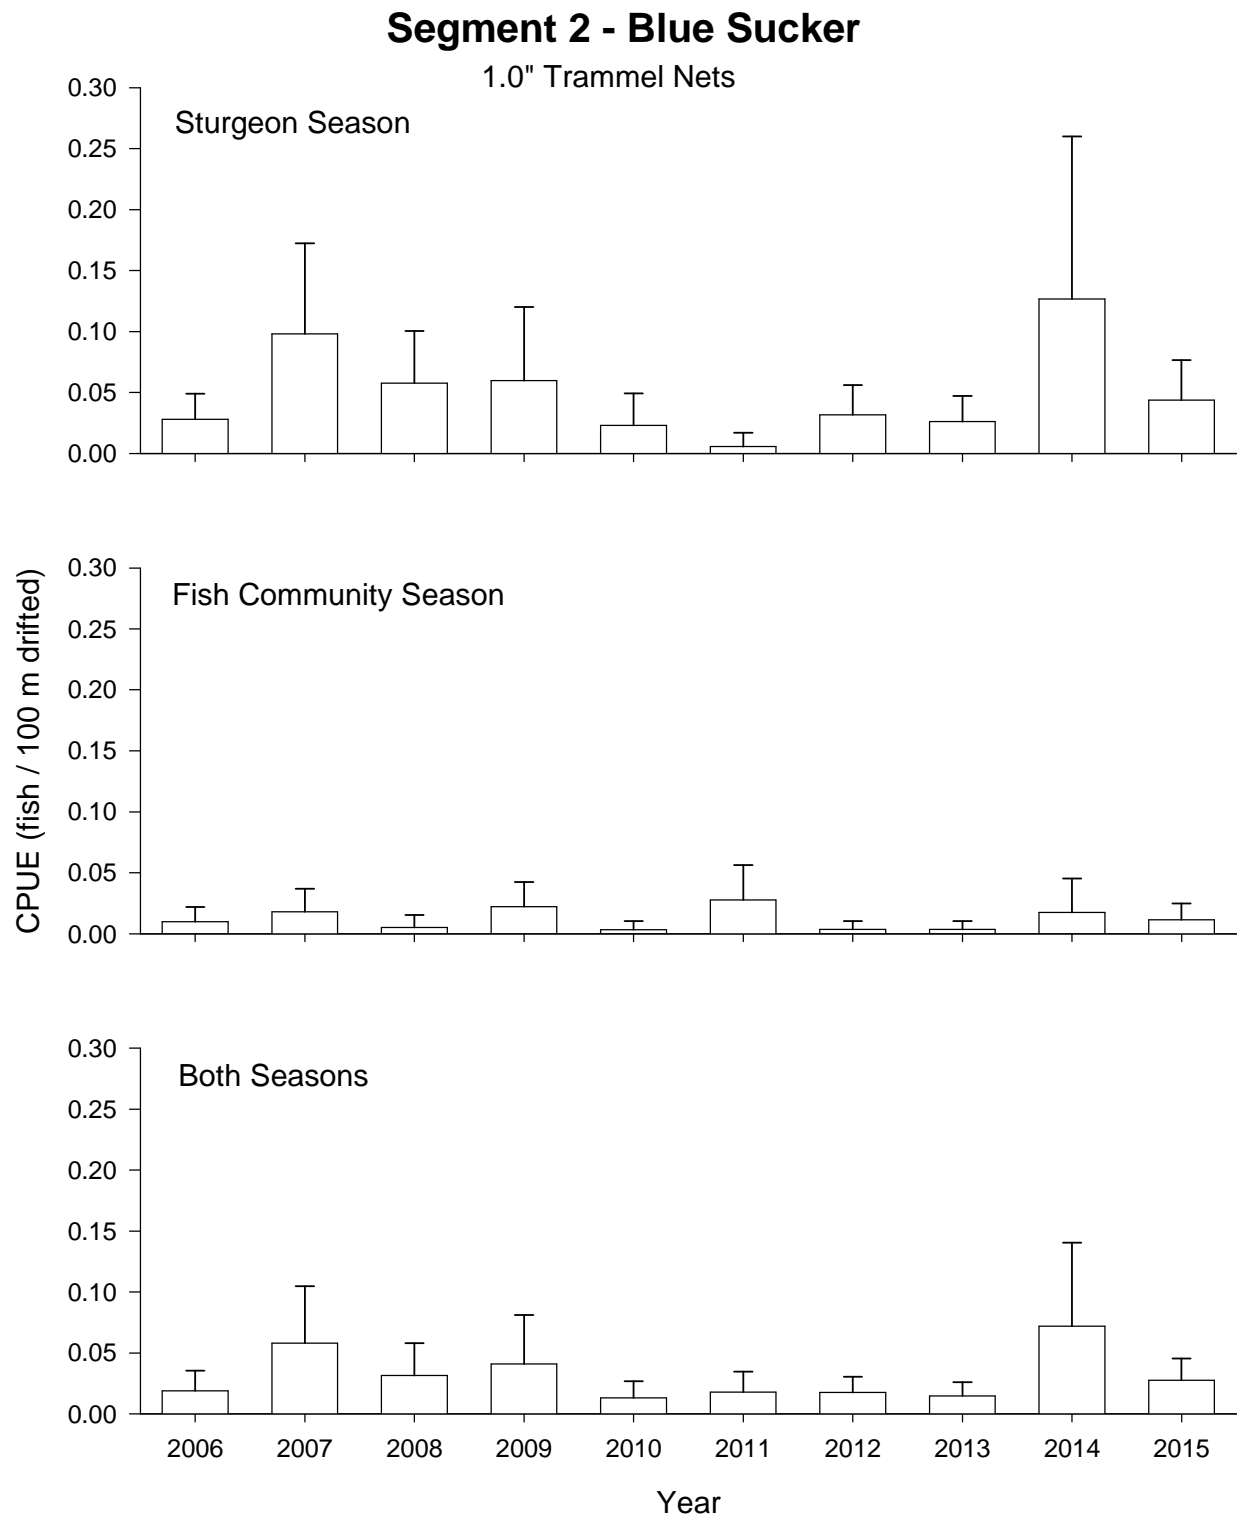 Segment 2 - Blue Sucker
1.0" Trammel Nets
Sturgeon Season
0.30
0.25
0.20
0.15
0.10
0.05
0.00
CPUE (fish / 100 m drifted)
Fish Community Season
0.30
0.25
0.20
0.15
0.10
0.05
0.00
Both Seasons
0.30
0.25
0.20
0.15
0.10
0.05
0.00
2006 2007 2008 2009 2010 2011 2012 2013 2014 2015
Year